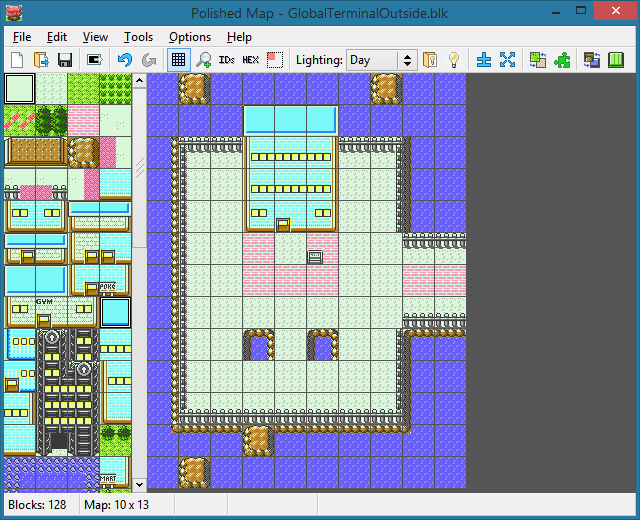 Polished Map - GlobalTerminalOutside.blk
File Edit View Tools Options Help
IDs HEX Lighting: Day
POKé
GYM
MART
Blocks: 128 Map: 10 x 13